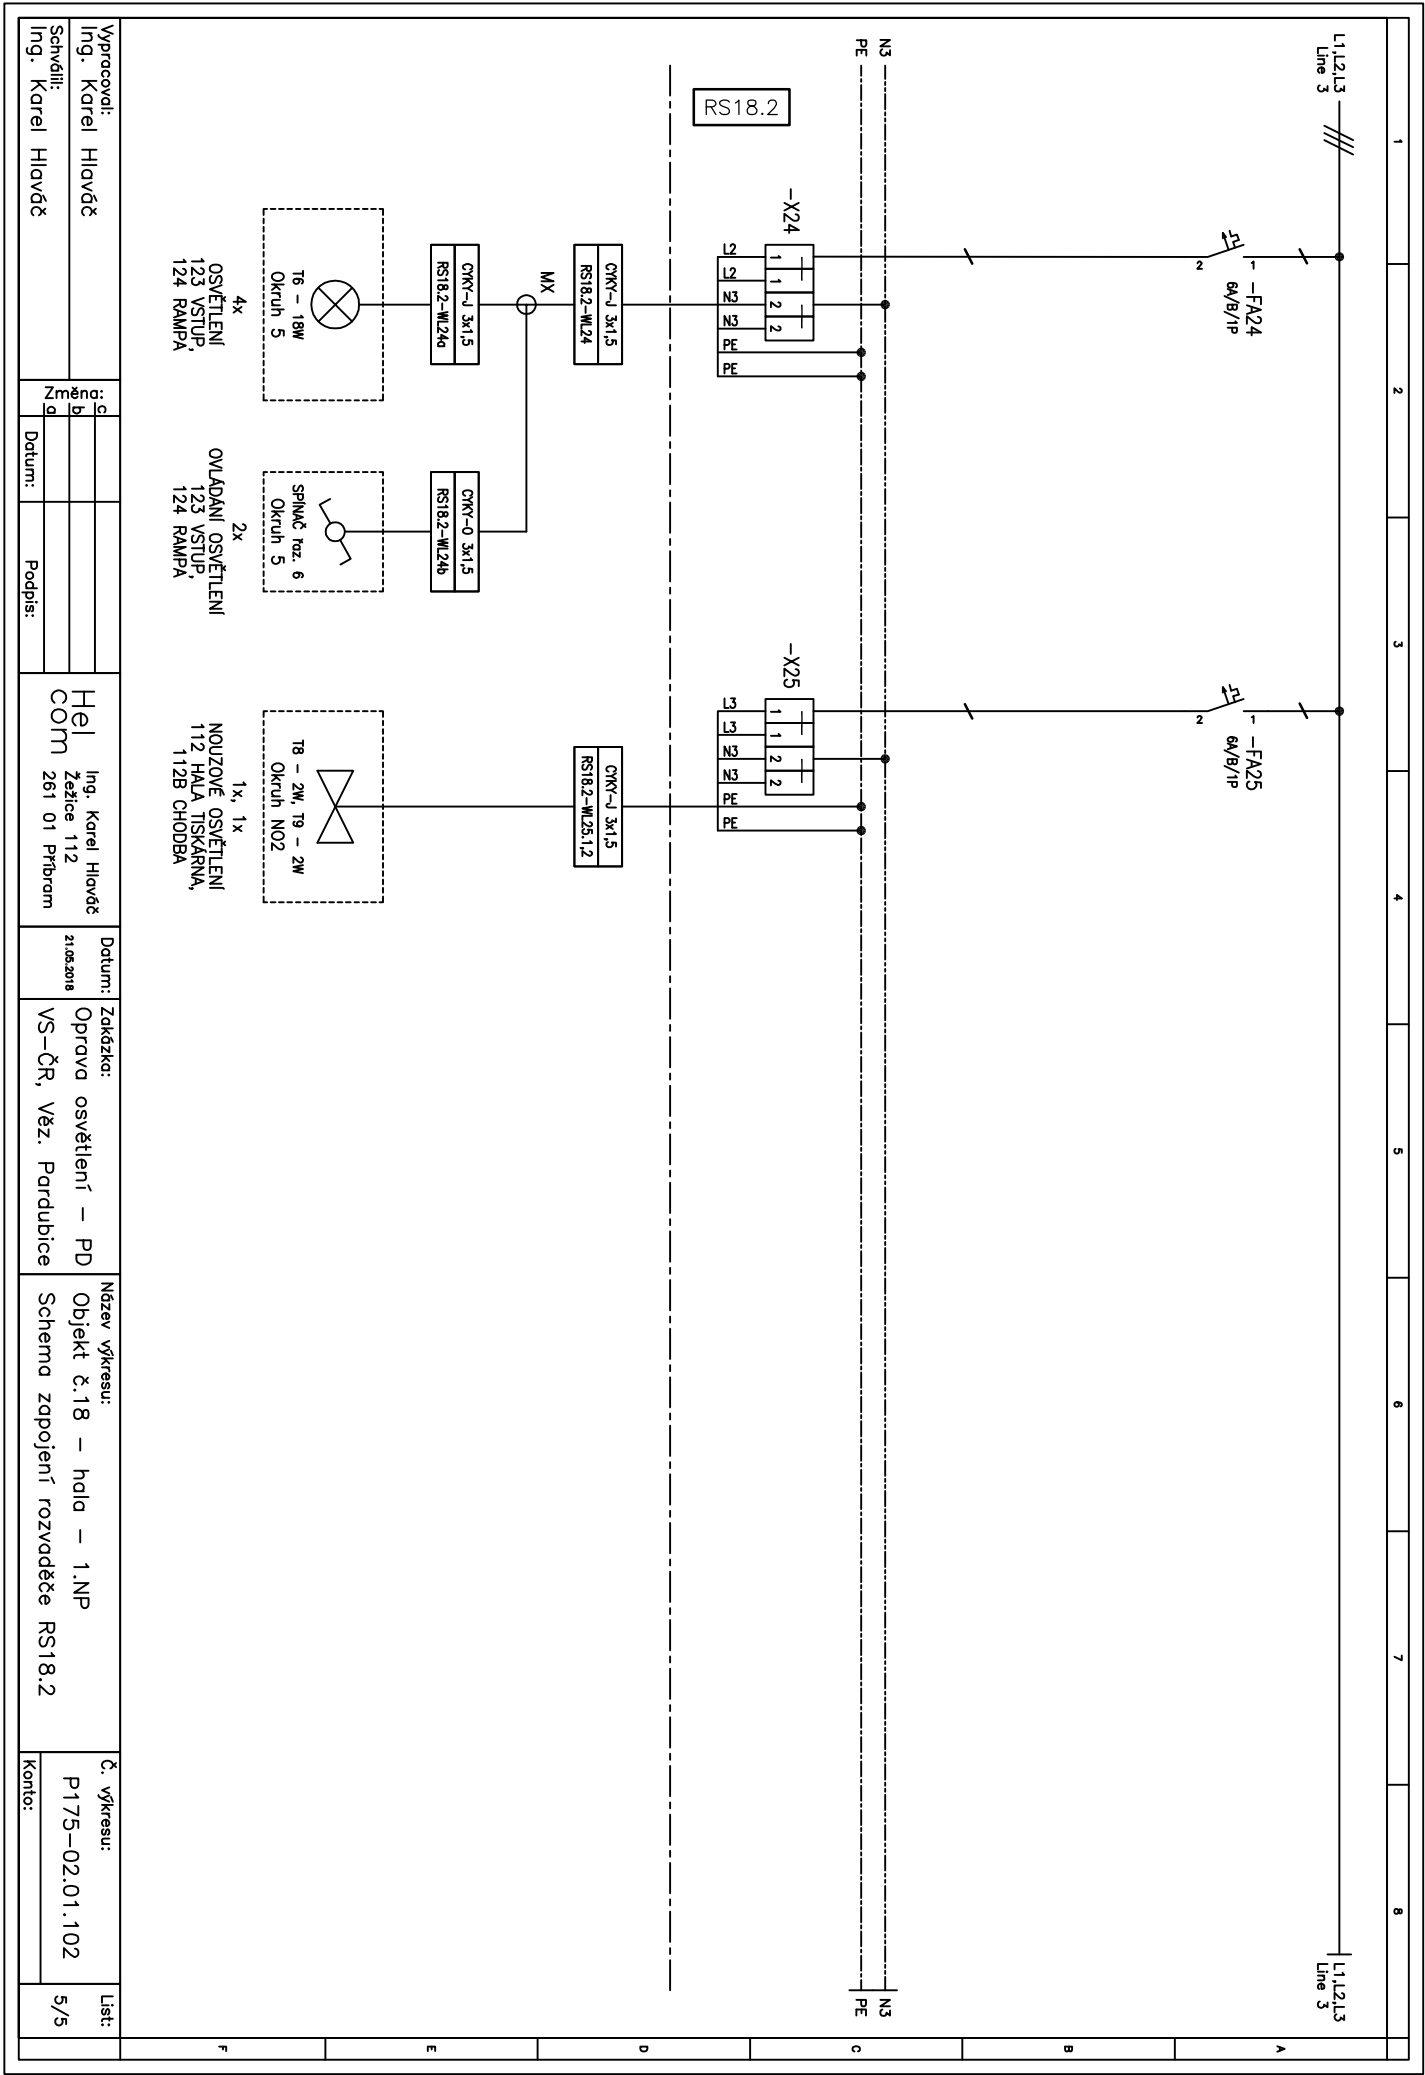 1
2
3
4
5
6
7
8
A
B
C
D
E
F
L1,L2,L3
Line 3
L1,L2,L3
Line 3
N3
PE
N3
PE
RS18.2
1
2
-FA24
6A/B/1P
1
2
-FA25
6A/B/1P
-X24
1
1
2
2
L2
L2
N3
N3
PE
PE
-X25
1
1
2
2
L3
L3
N3
N3
PE
PE
CYKY-J 3x1,5
RS18.2-WL24
MX
CYKY-J 3x1,5
RS18.2-WL24a
CYKY-O 3x1,5
RS18.2-WL24b
CYKY-J 3x1,5
RS18.2-WL25.1,2
T6 - 18W
Okruh 5
SPÍNAČ řaz. 6
Okruh 5
T8 - 2W, T9 - 2W
Okruh NO2
4x
OSVĚTLENÍ
123 VSTUP,
124 RAMPA
2x
OVLÁDÁNÍ OSVĚTLENÍ
123 VSTUP,
124 RAMPA
1x, 1x
NOUZOVÉ OSVĚTLENÍ
112 HALA TISKÁRNA,
112B CHODBA
Vypracoval:
Ing. Karel Hlaváč
Schválil:
Ing. Karel Hlaváč
Změna:
c
b
a
Datum:
Podpis:
Hel
com
Ing. Karel Hlaváč
Žežice 112
261 01 Příbram
Datum:
21.05.2018
Zakázka:
Oprava osvětlení - PD
VS-ČR, Věz. Pardubice
Název výkresu:
Objekt č.18 - hala - 1.NP
Schema zapojení rozvaděče RS18.2
Č. výkresu:
P175-02.01.102
Konto:
List:
5/5